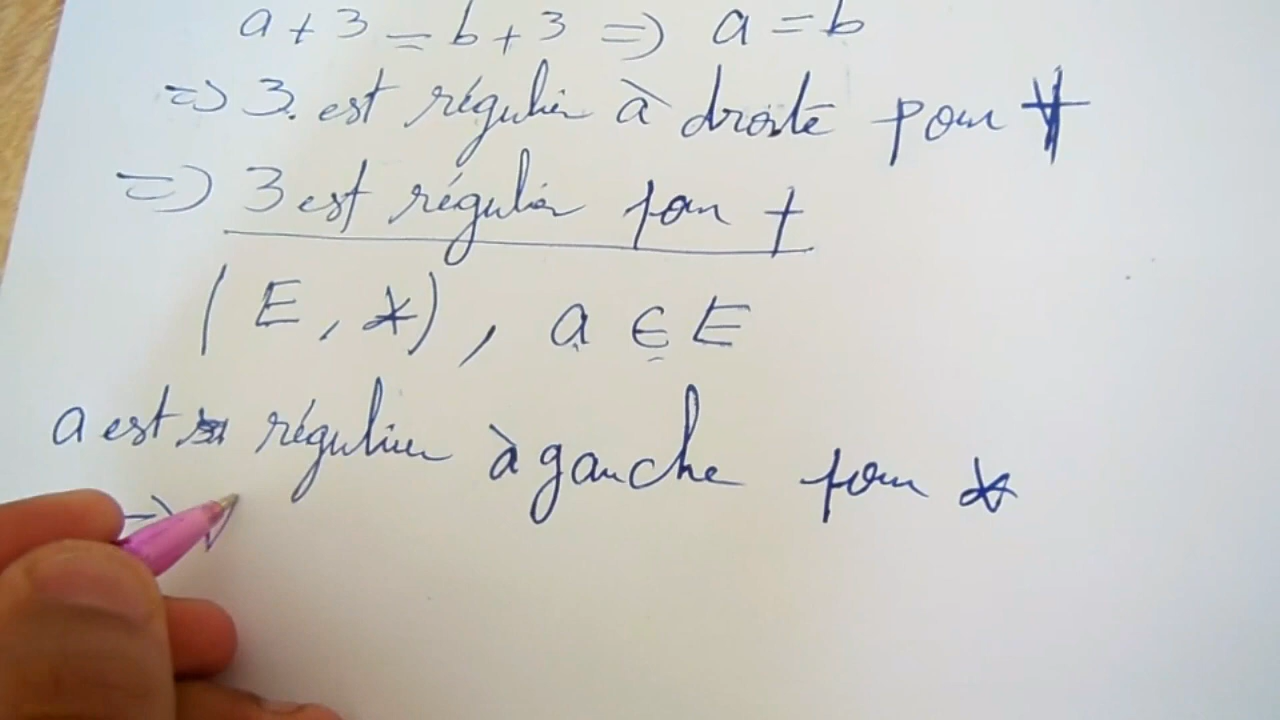 a + 3 = b + 3 => a = b
=> 3. est régulier à droite pour +
=> 3 est régulier pour +
(E, *), a ∈ E
a est régulier à gauche pour *
=> ∀